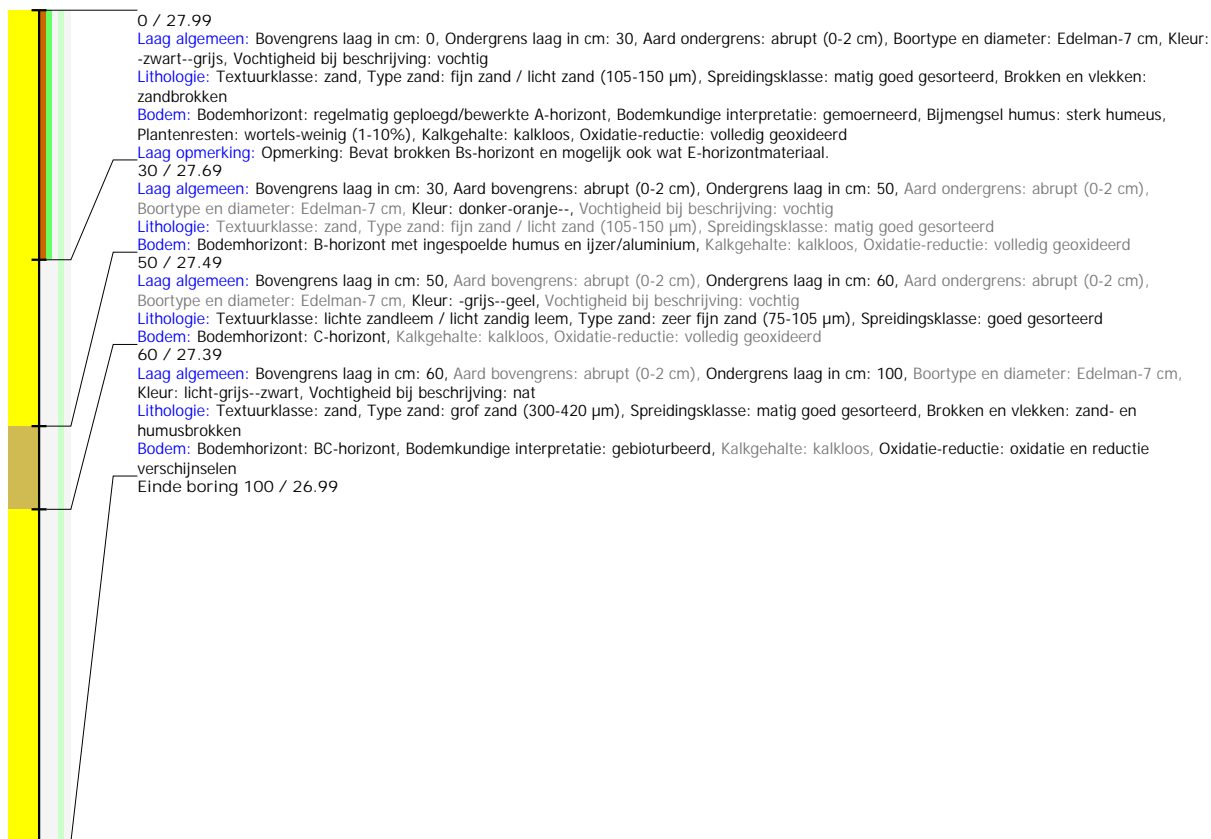 0 / 27.99
Laag algemeen: Bovengrens laag in cm: 0, Ondergrens laag in cm: 30, Aard ondergrens: abrupt (0-2 cm), Boortype en diameter: Edelman-7 cm, Kleur:
-zwart--grijs, Vochtigheid bij beschrijving: vochtig
Lithologie: Textuurklasse: zand, Type zand: fijn zand / licht zand (105-150 µm), Spreidingsklasse: matig goed gesorteerd, Brokken en vlekken:
zandbrokken
Bodem: Bodemhorizont: regelmatig geploegd/bewerkte A-horizont, Bodemkundige interpretatie: gemoerneerd, Bijmengsel humus: sterk humeus,
Plantenresten: wortels-weinig (1-10%), Kalkgehalte: kalkloos, Oxidatie-reductie: volledig geoxideerd
Laag opmerking: Opmerking: Bevat brokken Bs-horizont en mogelijk ook wat E-horizontmateriaal.
30 / 27.69
Laag algemeen: Bovengrens laag in cm: 30, Aard bovengrens: abrupt (0-2 cm), Ondergrens laag in cm: 50, Aard ondergrens: abrupt (0-2 cm),
Boortype en diameter: Edelman-7 cm, Kleur: donker-oranje--, Vochtigheid bij beschrijving: vochtig
Lithologie: Textuurklasse: zand, Type zand: fijn zand / licht zand (105-150 µm), Spreidingsklasse: matig goed gesorteerd
Bodem: Bodemhorizont: B-horizont met ingespoelde humus en ijzer/aluminium, Kalkgehalte: kalkloos, Oxidatie-reductie: volledig geoxideerd
50 / 27.49
Laag algemeen: Bovengrens laag in cm: 50, Aard bovengrens: abrupt (0-2 cm), Ondergrens laag in cm: 60, Aard ondergrens: abrupt (0-2 cm),
Boortype en diameter: Edelman-7 cm, Kleur: -grijs--geel, Vochtigheid bij beschrijving: vochtig
Lithologie: Textuurklasse: lichte zandleem / licht zandig leem, Type zand: zeer fijn zand (75-105 µm), Spreidingsklasse: goed gesorteerd
Bodem: Bodemhorizont: C-horizont, Kalkgehalte: kalkloos, Oxidatie-reductie: volledig geoxideerd
60 / 27.39
Laag algemeen: Bovengrens laag in cm: 60, Aard bovengrens: abrupt (0-2 cm), Ondergrens laag in cm: 100, Boortype en diameter: Edelman-7 cm,
Kleur: licht-grijs--zwart, Vochtigheid bij beschrijving: nat
Lithologie: Textuurklasse: zand, Type zand: grof zand (300-420 µm), Spreidingsklasse: matig goed gesorteerd, Brokken en vlekken: zand- en
humusbrokken
Bodem: Bodemhorizont: BC-horizont, Bodemkundige interpretatie: gebioturbeerd, Kalkgehalte: kalkloos, Oxidatie-reductie: oxidatie en reductie
verschijnselen
Einde boring 100 / 26.99